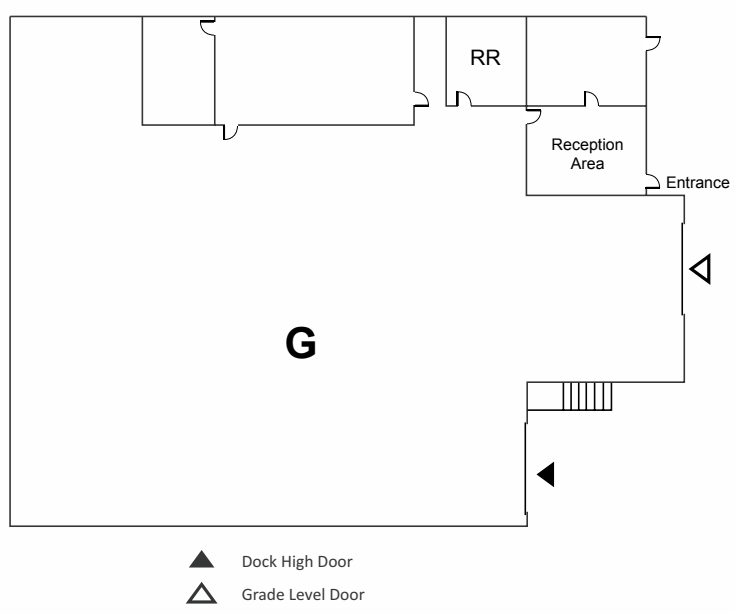 RR
Reception
Area
Entrance
G
Dock High Door
Grade Level Door